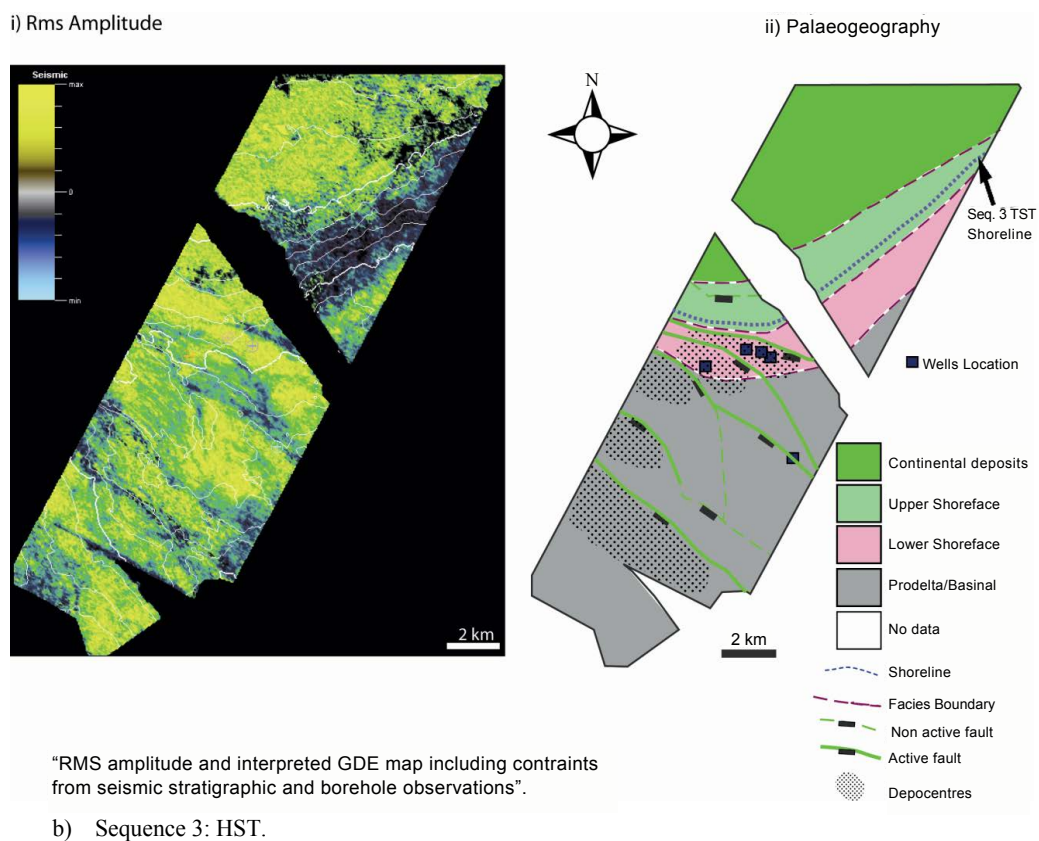 i) Rms Amplitude
ii) Palaeogeography
Seismic
max
0
min
2 km
N
Seq. 3 TST
Shoreline
Wells Location
Continental deposits
Upper Shoreface
Lower Shoreface
Prodelta/Basinal
No data
Shoreline
Facies Boundary
Non active fault
Active fault
Depocentres
2 km
“RMS amplitude and interpreted GDE map including contraints
from seismic stratigraphic and borehole observations”.
b) Sequence 3: HST.